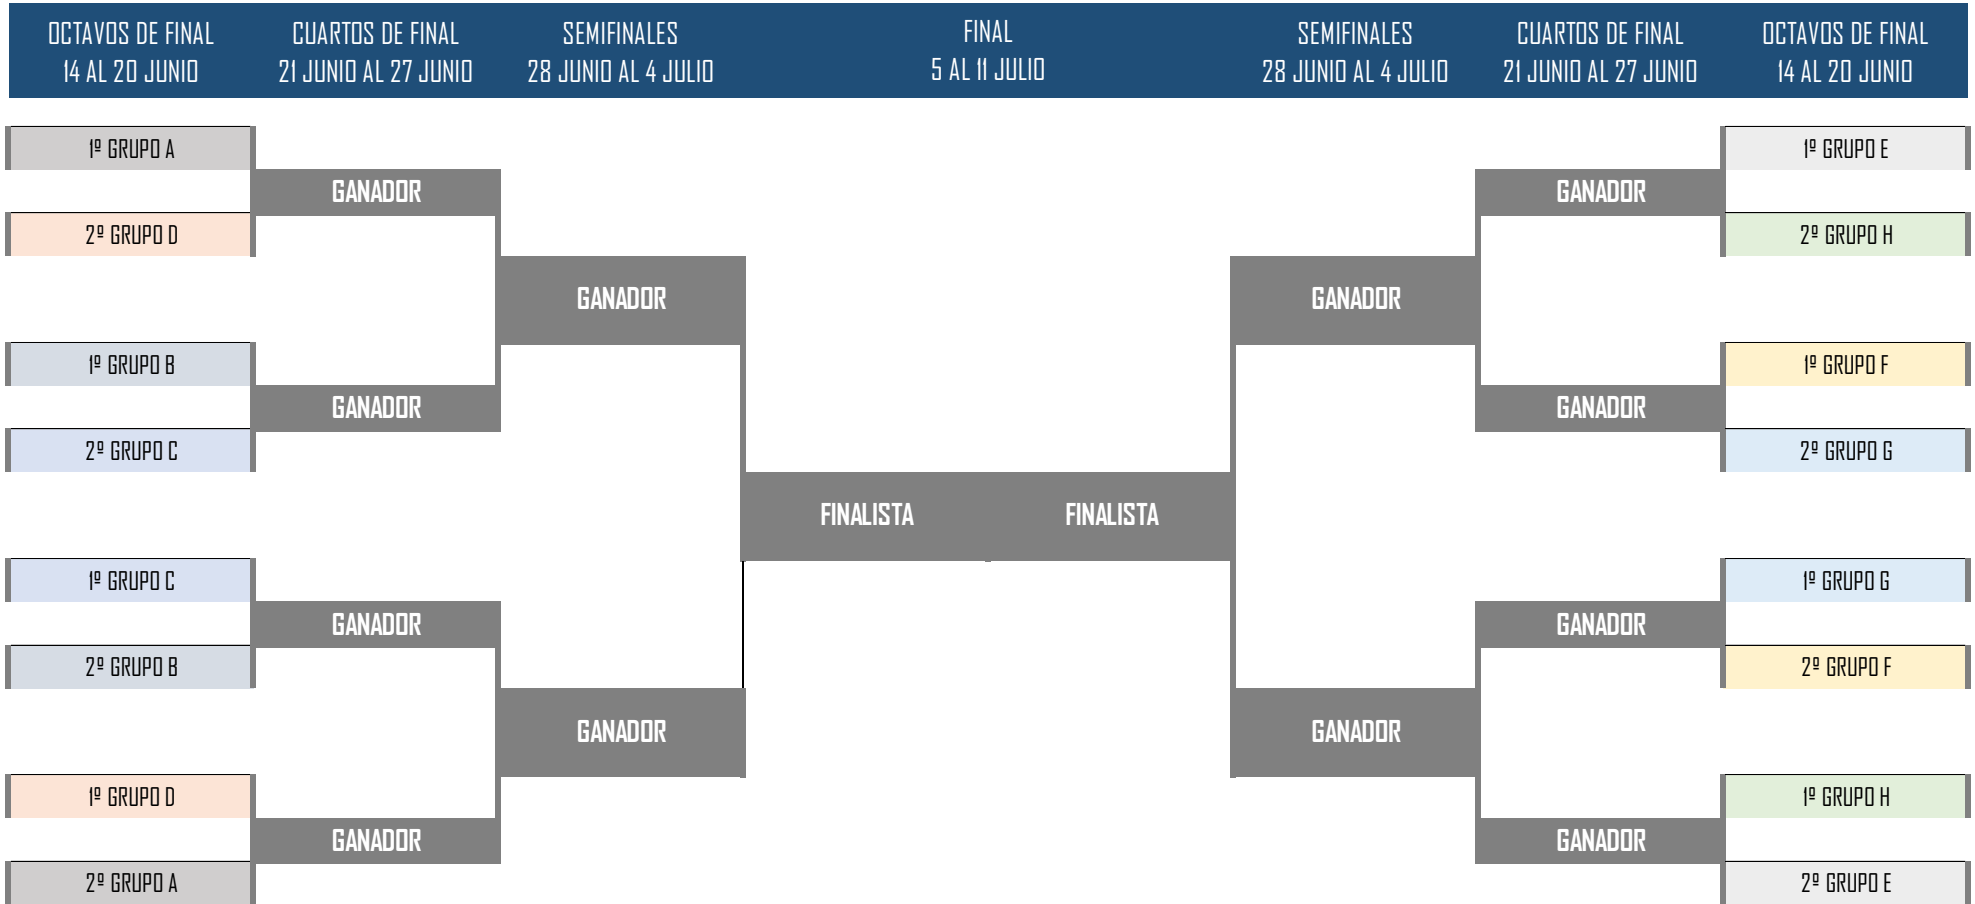 OCTAVOS DE FINAL
14 AL 20 JUNIO
CUARTOS DE FINAL
21 JUNIO AL 27 JUNIO
SEMIFINALES
28 JUNIO AL 4 JULIO
FINAL
5 AL 11 JULIO
SEMIFINALES
28 JUNIO AL 4 JULIO
CUARTOS DE FINAL
21 JUNIO AL 27 JUNIO
OCTAVOS DE FINAL
14 AL 20 JUNIO
1º GRUPO A
2º GRUPO D
1º GRUPO B
2º GRUPO C
1º GRUPO C
2º GRUPO B
1º GRUPO D
2º GRUPO A
GANADOR
GANADOR
GANADOR
GANADOR
GANADOR
GANADOR
FINALISTA
FINALISTA
GANADOR
GANADOR
GANADOR
GANADOR
GANADOR
GANADOR
1º GRUPO E
2º GRUPO H
1º GRUPO F
2º GRUPO G
1º GRUPO G
2º GRUPO F
1º GRUPO H
2º GRUPO E